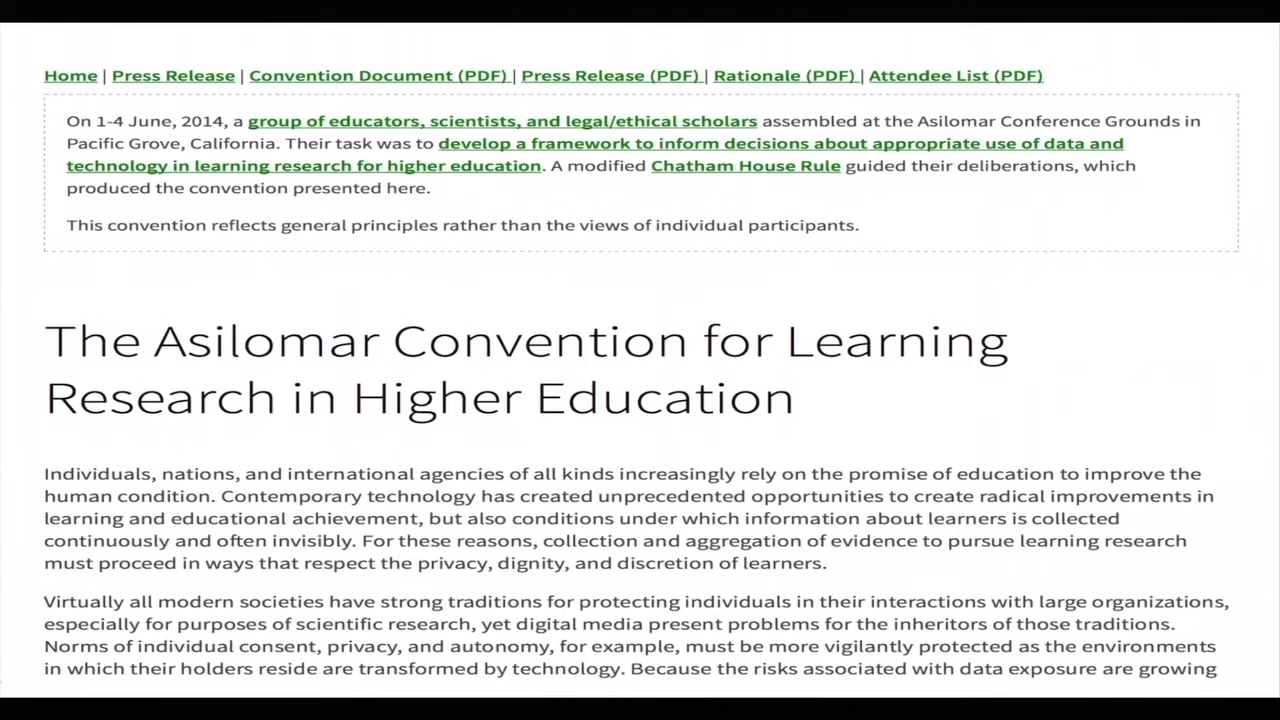 Home | Press Release | Convention Document (PDF) | Press Release (PDF) | Rationale (PDF) | Attendee List (PDF)
On 1-4 June, 2014, a group of educators, scientists, and legal/ethical scholars assembled at the Asilomar Conference Grounds in
Pacific Grove, California. Their task was to develop a framework to inform decisions about appropriate use of data and
technology in learning research for higher education. A modified Chatham House Rule guided their deliberations, which
produced the convention presented here.
This convention reflects general principles rather than the views of individual participants.
The Asilomar Convention for Learning
Research in Higher Education
Individuals, nations, and international agencies of all kinds increasingly rely on the promise of education to improve the
human condition. Contemporary technology has created unprecedented opportunities to create radical improvements in
learning and educational achievement, but also conditions under which information about learners is collected
continuously and often invisibly. For these reasons, collection and aggregation of evidence to pursue learning research
must proceed in ways that respect the privacy, dignity, and discretion of learners.
Virtually all modern societies have strong traditions for protecting individuals in their interactions with large organizations,
especially for purposes of scientific research, yet digital media present problems for the inheritors of those traditions.
Norms of individual consent, privacy, and autonomy, for example, must be more vigilantly protected as the environments
in which their holders reside are transformed by technology. Because the risks associated with data exposure are growing